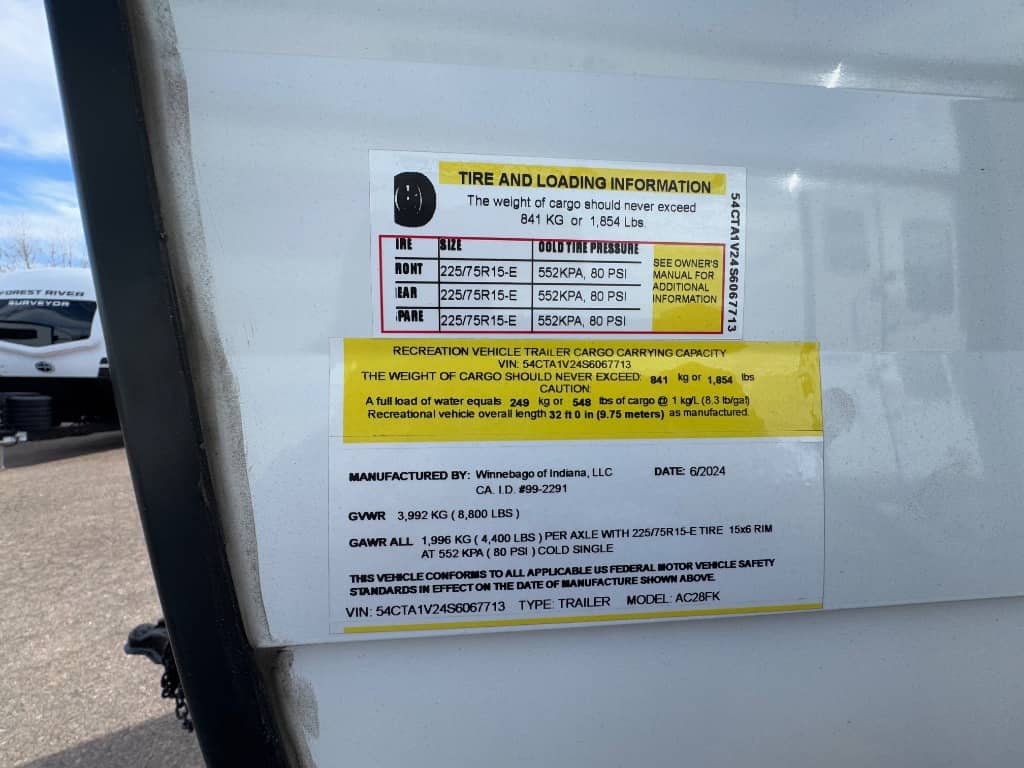 FOREST RIVER
SURVEYOR
TIRE AND LOADING INFORMATION
The weight of cargo should never exceed
841 KG or 1,854 Lbs.
IRE SIZE COLD TIRE PRESSURE
RONT 225/75R15-E 552KPA, 80 PSI
EAR 225/75R15-E 552KPA, 80 PSI
PARE 225/75R15-E 552KPA, 80 PSI
SEE OWNER'S
MANUAL FOR
ADDITIONAL
INFORMATION
54CTA1V24S6067713
RECREATION VEHICLE TRAILER CARGO CARRYING CAPACITY
VIN: 54CTA1V24S6067713
THE WEIGHT OF CARGO SHOULD NEVER EXCEED: 841 kg or 1,854 lbs
CAUTION:
A full load of water equals 249 kg or 548 lbs of cargo @ 1 kg/L (8.3 lb/gal)
Recreational vehicle overall length 32 ft 0 in (9.75 meters) as manufactured.
MANUFACTURED BY: Winnebago of Indiana, LLC DATE: 6/2024
CA. I.D. #99-2291
GVWR 3,992 KG ( 8,800 LBS )
GAWR ALL 1,996 KG ( 4,400 LBS ) PER AXLE WITH 225/75R15-E TIRE 15x6 RIM
AT 552 KPA ( 80 PSI ) COLD SINGLE
THIS VEHICLE CONFORMS TO ALL APPLICABLE US FEDERAL MOTOR VEHICLE SAFETY
STANDARDS IN EFFECT ON THE DATE OF MANUFACTURE SHOWN ABOVE.
VIN: 54CTA1V24S6067713 TYPE: TRAILER MODEL: AC28FK